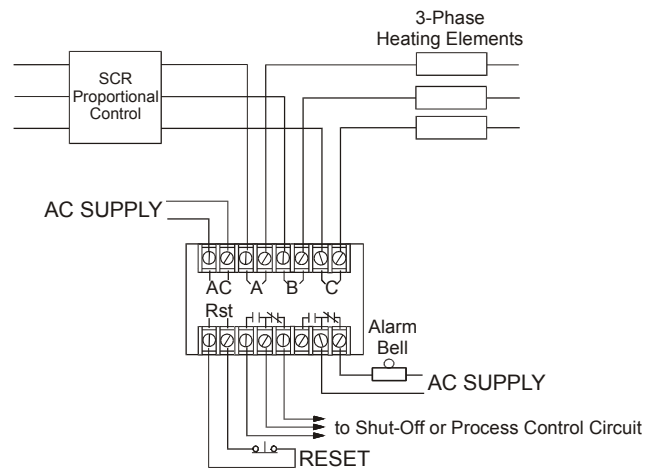 3-Phase
Heating Elements
SCR
Proportional
Control
AC SUPPLY
AC A B C
Rst
Alarm
Bell
AC SUPPLY
to Shut-Off or Process Control Circuit
RESET